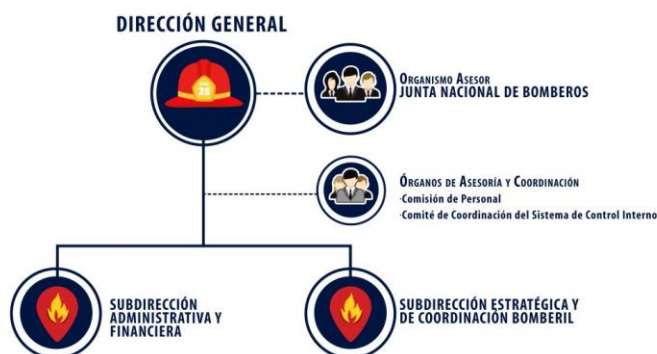 DIRECCIÓN GENERAL
25
ORGANISMO ASESOR
JUNTA NACIONAL DE BOMBEROS
ÓRGANOS DE ASESORÍA Y COORDINACIÓN
·Comisión de Personal
·Comité de Coordinación del Sistema de Control Interno
SUBDIRECCIÓN
ADMINISTRATIVA Y
FINANCIERA
SUBDIRECCIÓN ESTRATÉGICA Y
DE COORDINACIÓN BOMBERIL